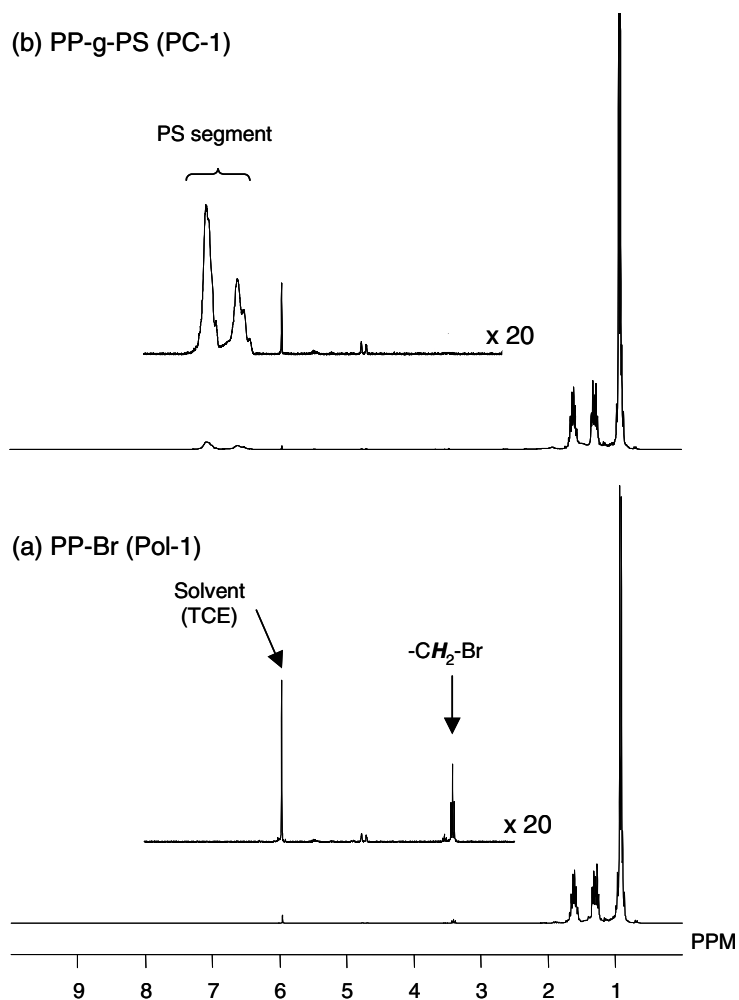 (b) PP-g-PS (PC-1)
PS segment
x 20
(a) PP-Br (Pol-1)
Solvent
(TCE)
-CH2-Br
x 20
PPM
9 8 7 6 5 4 3 2 1